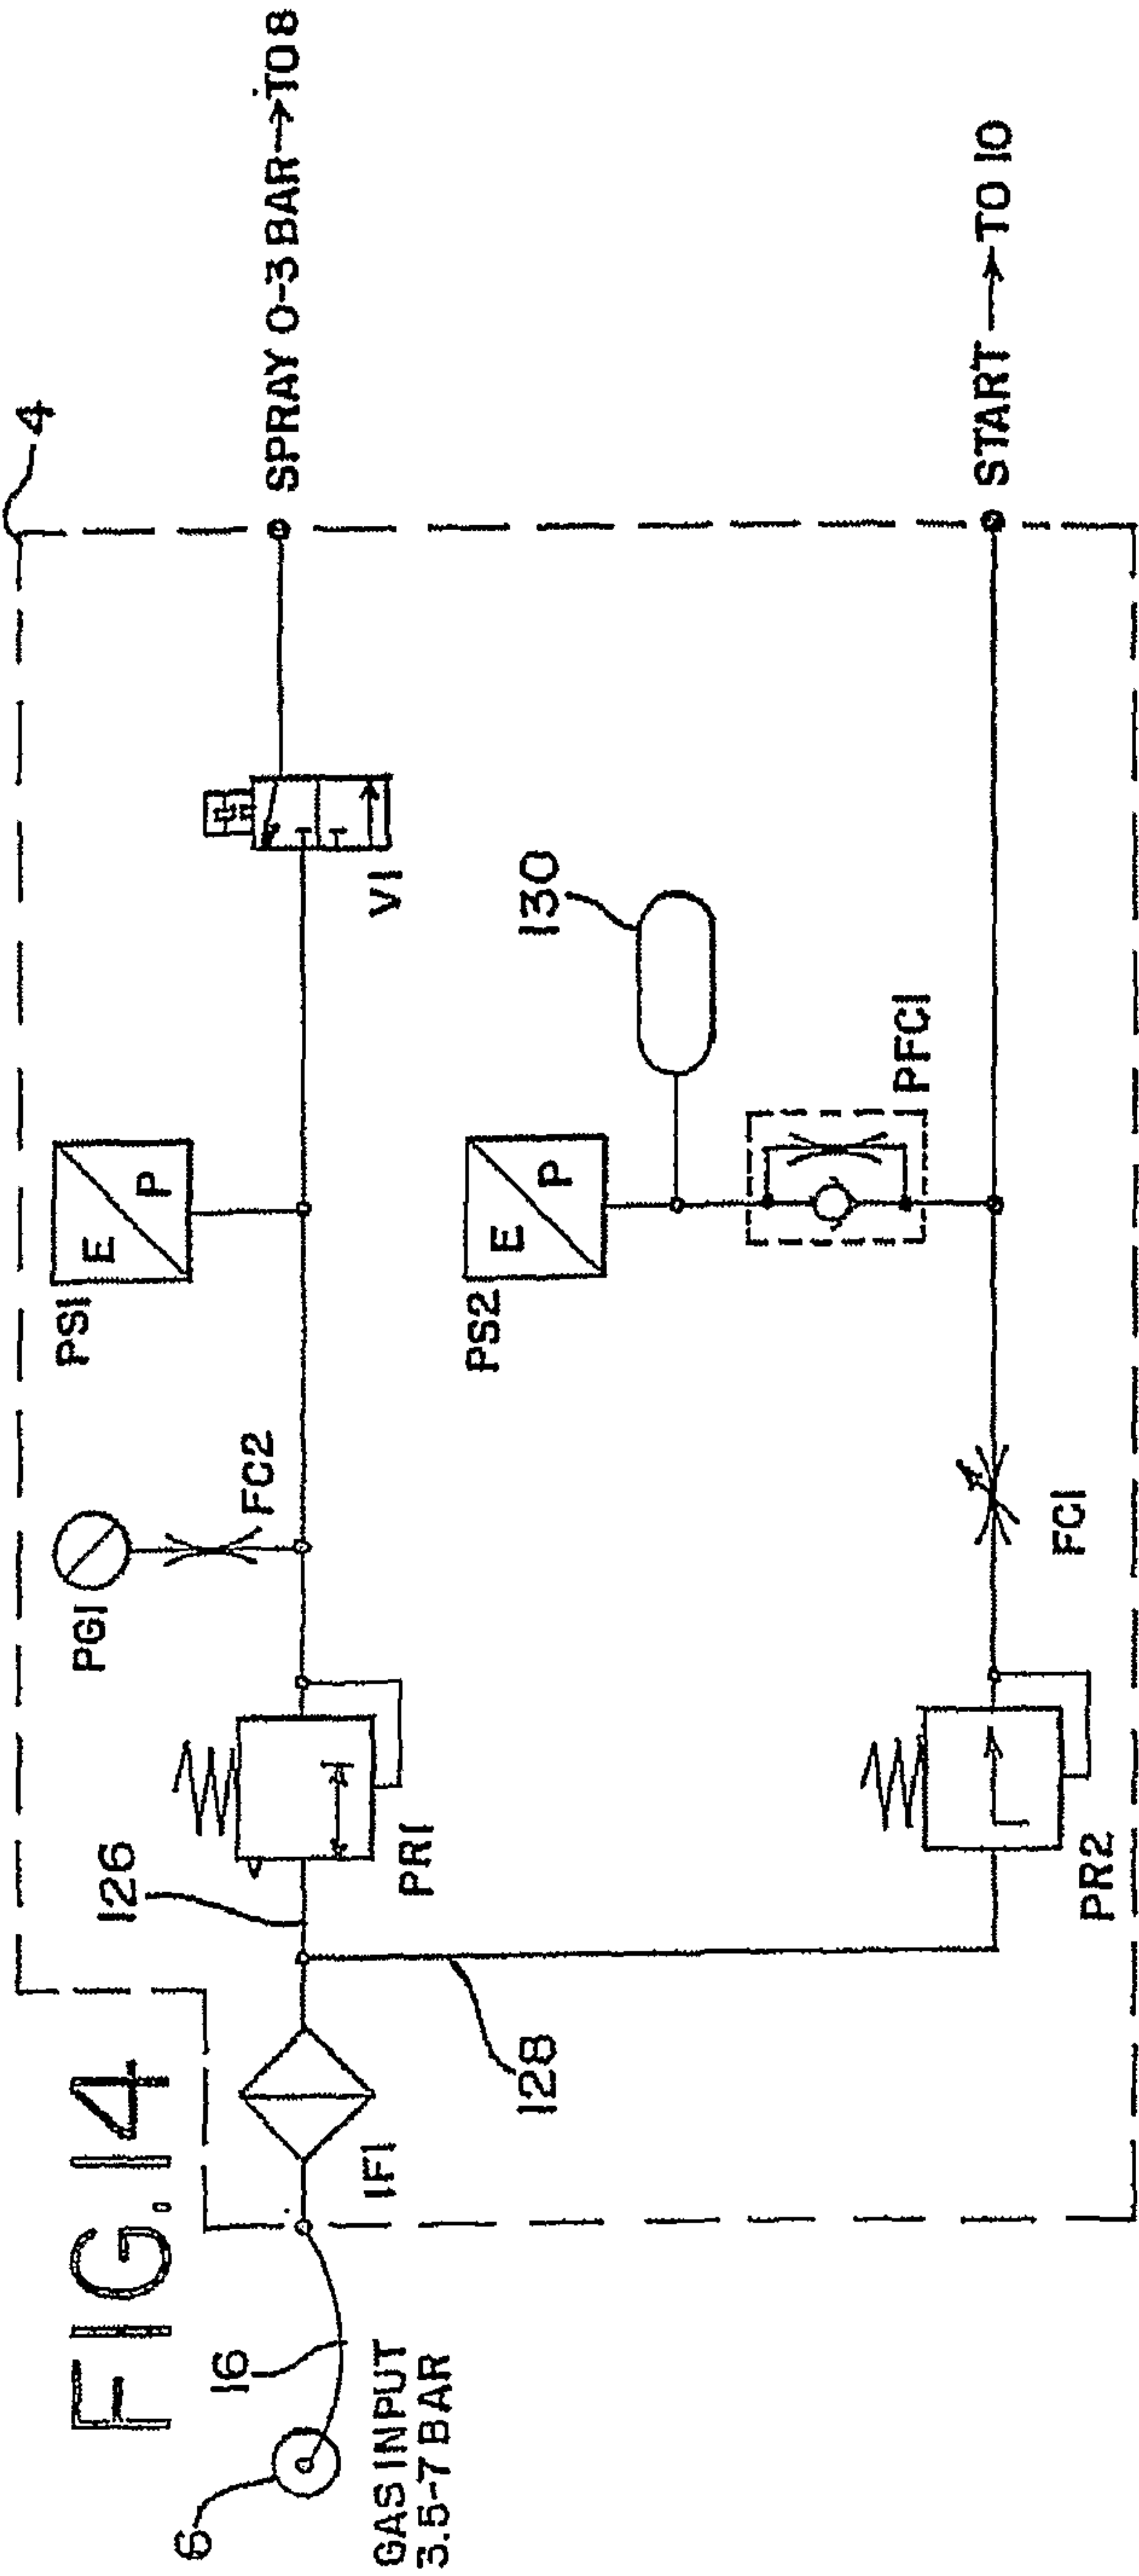 FIG. 14
4
6
16
GAS INPUT
3.5-7 BAR
IF1
126
128
PR1
PG1
FC2
PS1
E
P
V1
SPRAY 0-3 BAR→TO 8
PR2
FC1
PS2
E
P
130
PFC1
START → TO 10